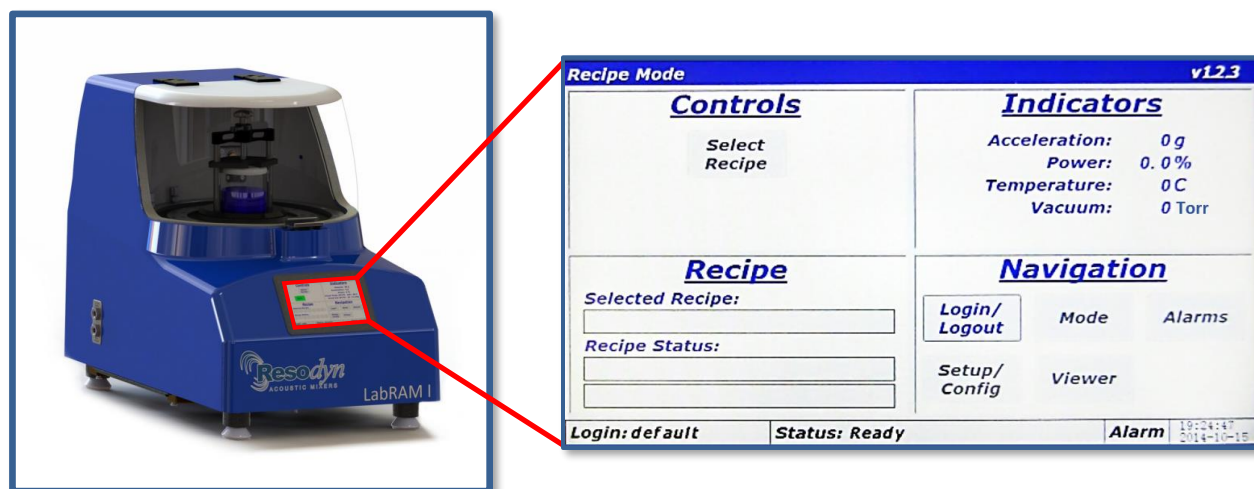 Resodyn
ACOUSTIC MIXERS
LabRAM I
Recipe Mode
v1.2.3
Controls
Select
Recipe
Indicators
Acceleration: 0 g
Power: 0.0%
Temperature: 0 C
Vacuum: 0 Torr
Recipe
Selected Recipe:
Recipe Status:
Navigation
Login/
Logout
Mode
Alarms
Setup/
Config
Viewer
Login: default
Status: Ready
Alarm
19:24:47
2014-10-15